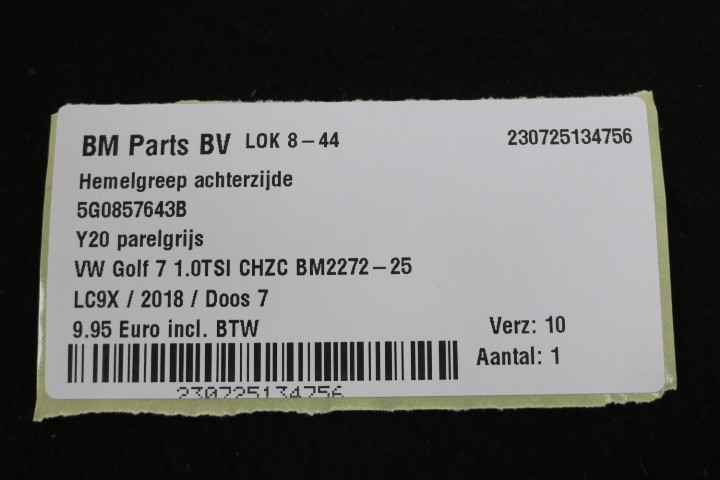 BM Parts BV LOK 8-44 230725134756
Hemelgreep achterzijde
5G0857643B
Y20 parelgrijs
VW Golf 7 1.0TSI CHZC BM2272-25
LC9X / 2018 / Doos 7
9.95 Euro incl. BTW Verz: 10
Aantal: 1
230725134756